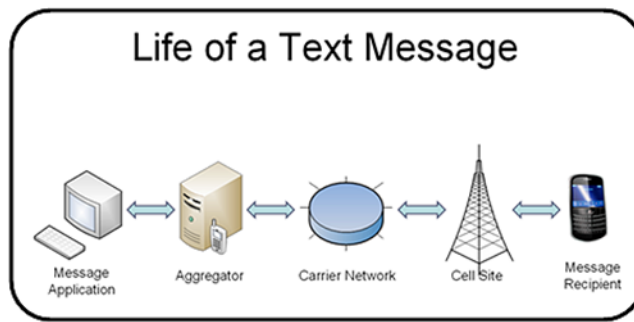 Life of a Text Message
Message
Application
Aggregator
Carrier Network
Cell Site
Message
Recipient